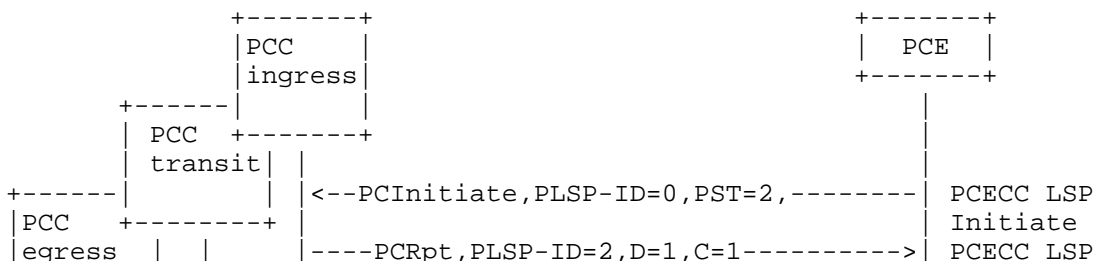 +-------+                              +-------+
                  |PCC    |                              |  PCE  |
                  |ingress|                              +-------+
           +------|       |                                  |
           | PCC  +-------+                                  |
           | transit| |                                      |
    +------|        | |<--PCInitiate,PLSP-ID=0,PST=2,--------| PCECC LSP
    |PCC   +--------+ |                                      | Initiate
    |egress  |  |     |----PCRpt,PLSP-ID=2,D=1,C=1---------->| PCECC LSP